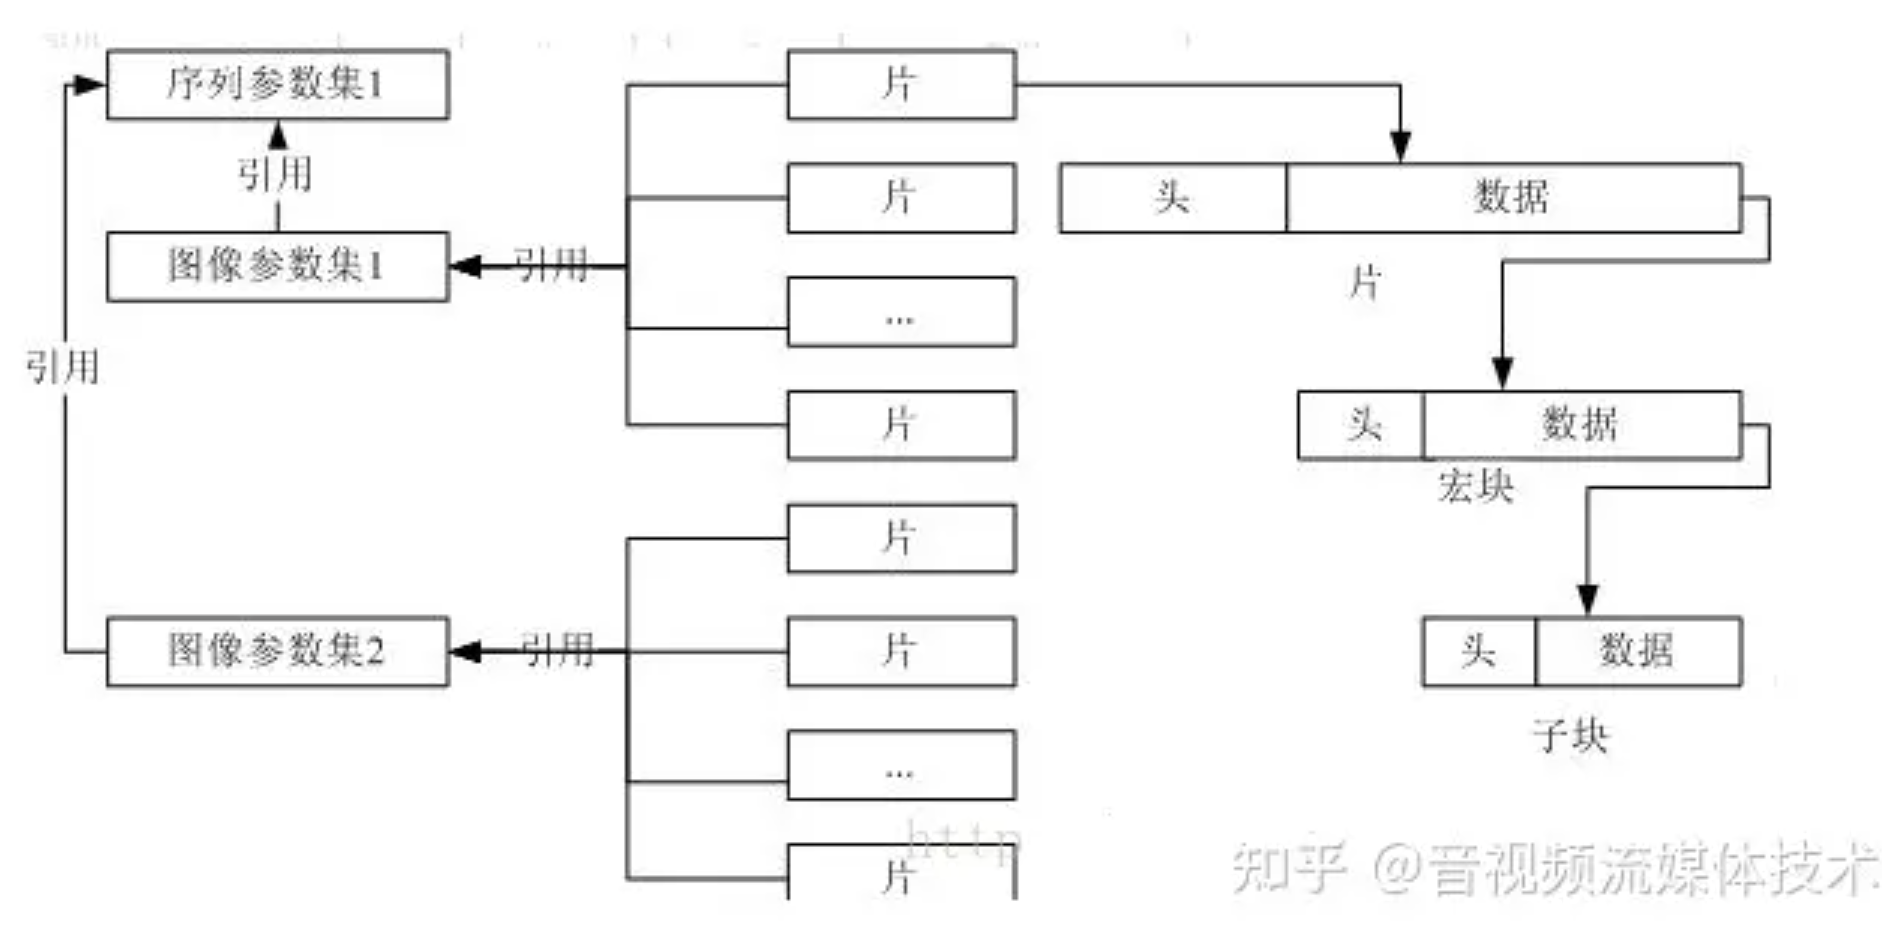 序列参数集1
引用
图像参数集1
引用
引用
图像参数集2
引用
片
片
...
片
片
片
...
片
头 数据
片
头 数据
宏块
头 数据
子块
http
知乎 @音视频流媒体技术